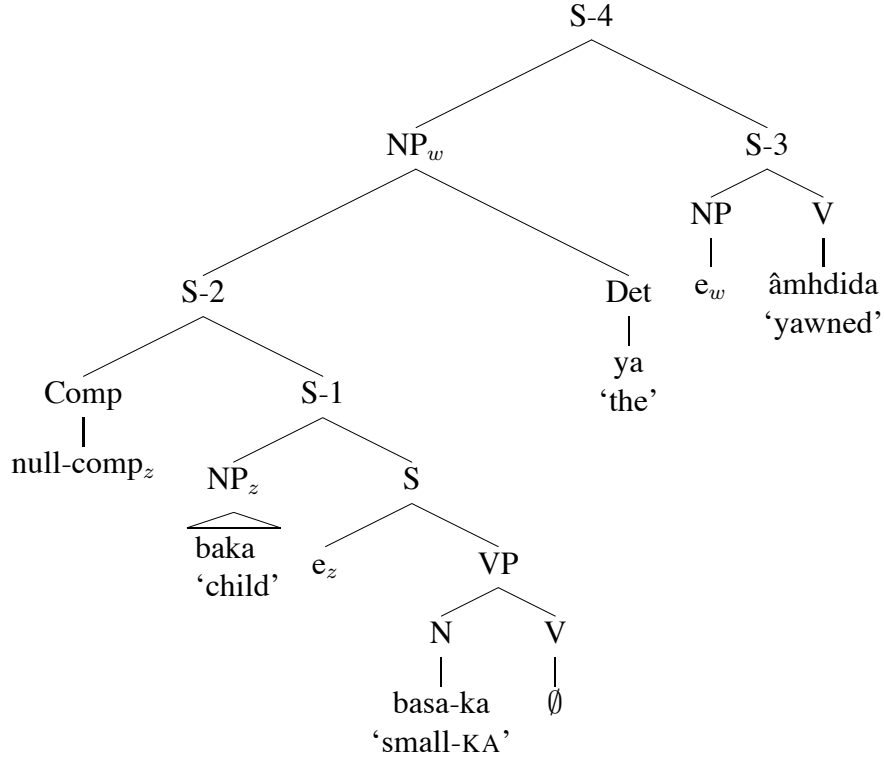 S-4
NP_w S-3
NP V
S-2 Det e_w âmhdida
‘yawned’
ya
‘the’
Comp S-1
null-comp_z NP_z S
baka
‘child’ e_z VP
N V
basa-ka ∅
‘small-KA’